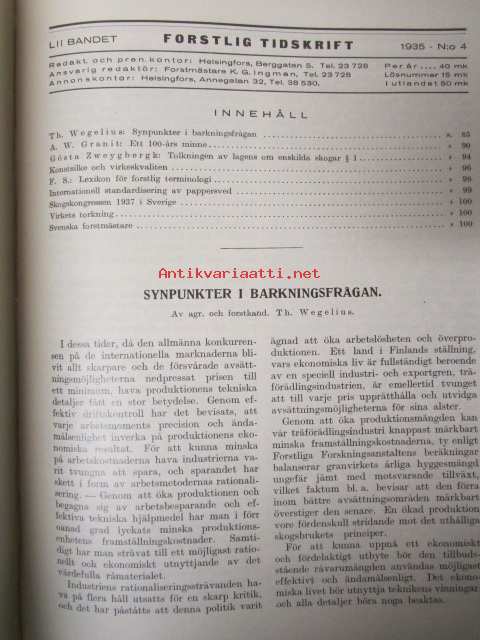 LII BANDET
FORSTLIG TIDSKRIFT
1935 - N:o 4
Redakt. och pren. kontor: Helsingfors, Berggatan 5. Tel. 23 728
Ansvarig redaktör: Forstmästare K. G. Ingman, Tel. 23 728
Annonskontor: Helsingfors, Annegatan 32, Tel. 38 530.
Per år .... 40 mk
Lösnummer 15 mk
I utlandet 50 mk
INNEHÅLL
Th. Wegelius: Synpunkter i barkningsfrågan s. 85
A. W. Granit: Ett 100-års minne » 90
Gösta Zweygbergk: Tolkningen av lagens om enskilda skogar § 1 » 94
Konstsilke och virkeskvaliten » 96
F. S.: Lexikon för forstlig terminologi » 98
Internationell standardisering av pappersved » 99
Skogskongressen 1937 i Sverige » 100
Virkets torkning » 100
Svenska forstmästare » 100
Antikvariaatti.net
SYNPUNKTER I BARKNINGSFRÅGAN.
Av agr. och forstkand. Th. Wegelius.
I dessa tider, då den allmänna konkurren-
sen på de internationella marknaderna bli-
vit allt skarpare och de försvårade avsätt-
ningsmöjligheterna nedpressat prisen till
ett minimum, hava produktionens tekniska
detaljer fått en stor betydelse. Genom ef-
fektiv driftskontroll har det bevisats, att
varje arbetsmoments precision och ända-
målsenlighet inverka på produktionens eko-
nomiska resultat. För att kunna minska
på arbetskostnaderna hava industrierna va-
rit tvungna att spara, och sparandet har
skett i form av arbetsmetodernas rationali-
sering. — Genom att öka produktionen och
begagna sig av arbetsbesparande och ef-
fektiva tekniska hjälpmedel har man i förr
oanad grad lyckats minska produktions-
enhetens framställningskostnader. Samti-
digt har man strävat till ett möjligast ratio-
nellt och ekonomiskt utnyttjande av det
värdefulla råmaterialet.
Industriens rationaliseringssträvanden ha-
va på flera håll utsatts för en skarp kritik,
och det har påståtts att denna politik varit
ägnad att öka arbetslösheten och överpro-
duktionen. Ett land i Finlands ställning,
vars ekonomiska liv är fullständigt beroende
av en speciell industri- och exportgren, trä-
förädlingsindustrien, är emellertid tvunget
att till varje pris upprätthålla och utvidga
avsättningsmöjligheterna för sina alster.
Genom att öka produktionsmängden kan
vår träförädlingsindustri knappast märkbart
minska framställningskostnaderna, ty enligt
Forstliga Forskningsanstaltens beräkningar
balanserar granvirkets årliga hyggesmängd
ungefär jämt med motsvarande tillväxt,
vilket faktum bl. a. bevisar att den förra
inom bättre avsättningsområden märkbart
överstiger den senare. En ökad produktion
vore fördenskull stridande mot det uthålliga
skogsbrukets principer.
För att kunna uppnå ett ekonomiskt
och fördelaktigt utbyte bör den tillbuds-
stående råvarumängden användas möjligast
effektivt och ändamålsenligt. Det ekono-
miska livet bör utnyttja teknikens vinningar
och alla detaljer böra noga beaktas.